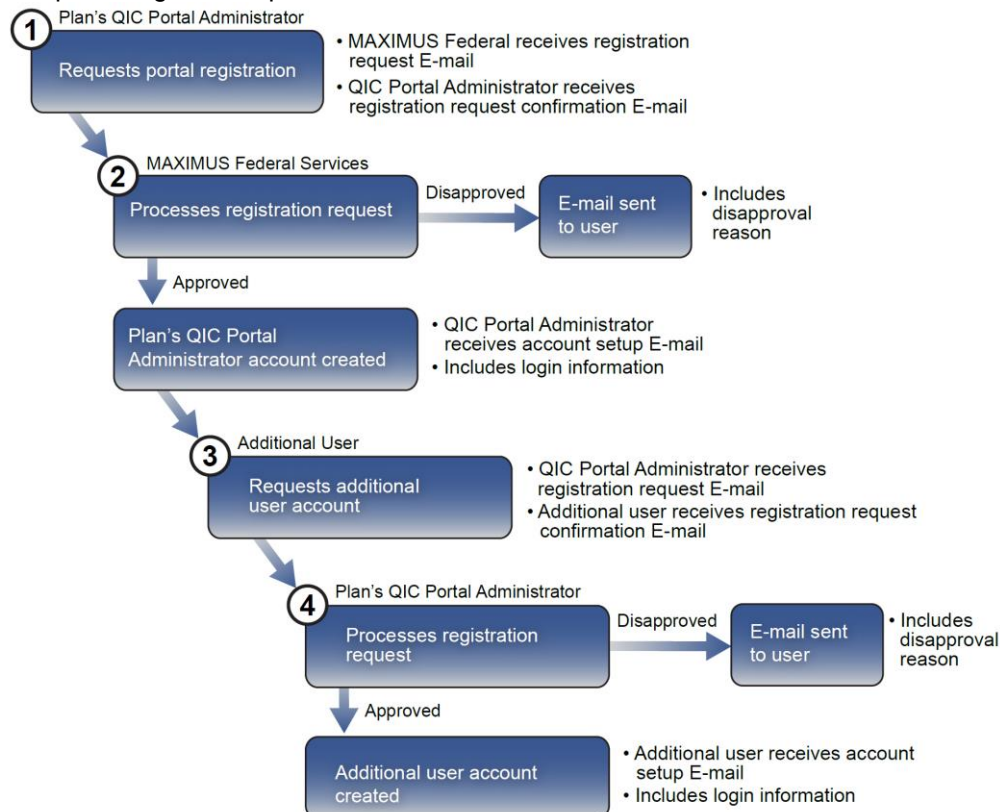 1
Plan's QIC Portal Administrator
Requests portal registration
• MAXIMUS Federal receives registration
request E-mail
• QIC Portal Administrator receives
registration request confirmation E-mail
2
MAXIMUS Federal Services
Processes registration request
Disapproved
E-mail sent
to user
• Includes
disapproval
reason
Approved
Plan's QIC Portal
Administrator account created
• QIC Portal Administrator
receives account setup E-mail
• Includes login information
3
Additional User
Requests additional
user account
• QIC Portal Administrator receives
registration request E-mail
• Additional user receives registration request
confirmation E-mail
4
Plan's QIC Portal Administrator
Processes registration
request
Disapproved
E-mail sent
to user
• Includes
disapproval
reason
Approved
Additional user account
created
• Additional user receives account
setup E-mail
• Includes login information